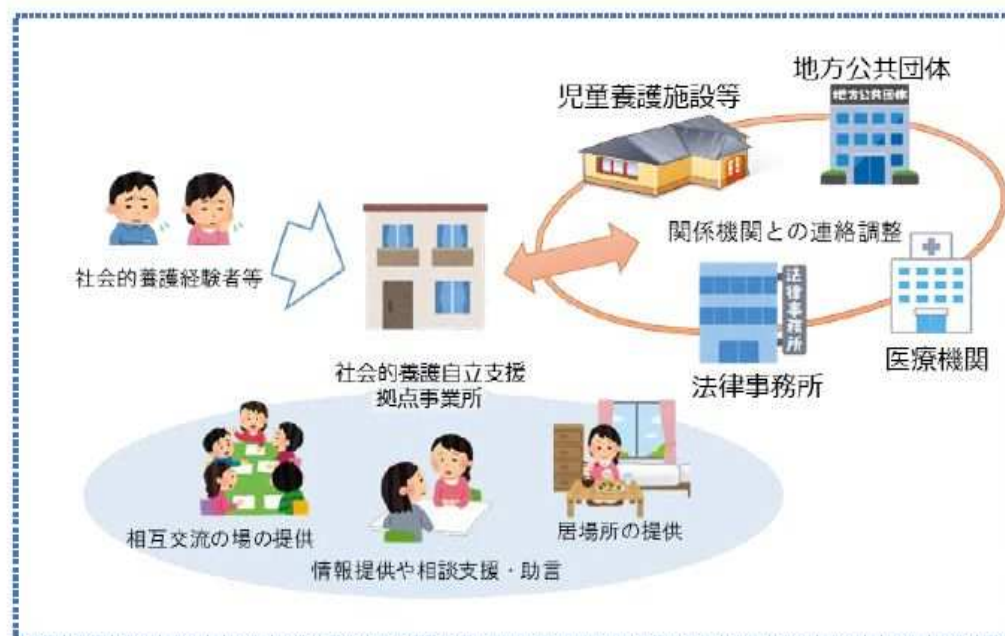 地方公共団体
地方公共団体
児童養護施設等
関係機関との連絡調整
社会的養護経験者等
法律事務所
医療機関
法律事務所
社会的養護自立支援
拠点事業所
相互交流の場の提供
居場所の提供
情報提供や相談支援・助言